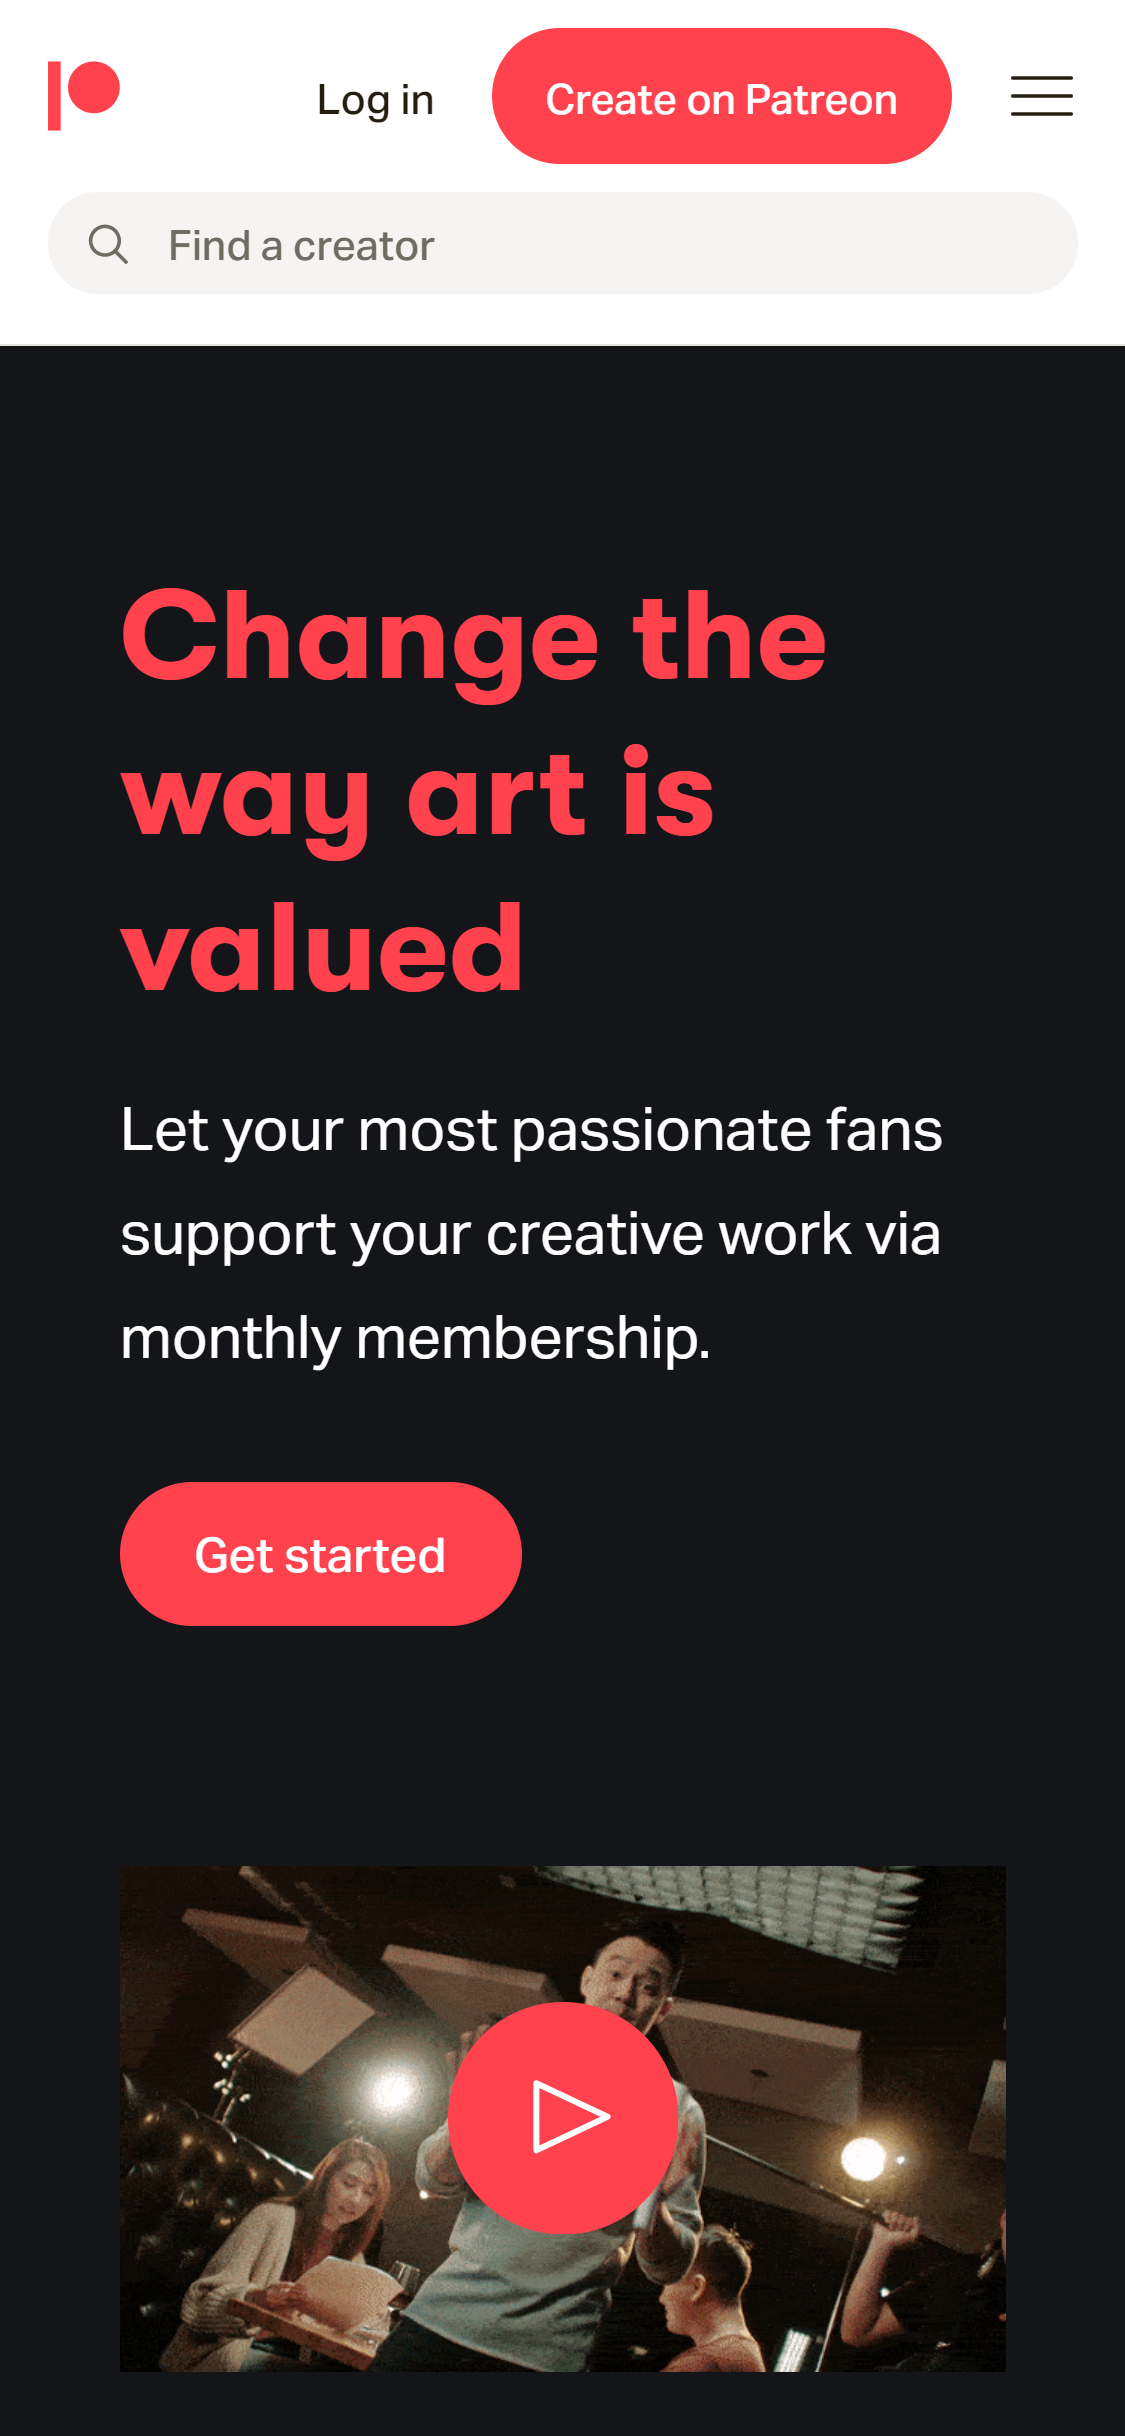 Log in
Create on Patreon
Find a creator
Change the
way art is
valued
Let your most passionate fans
support your creative work via
monthly membership.
Get started